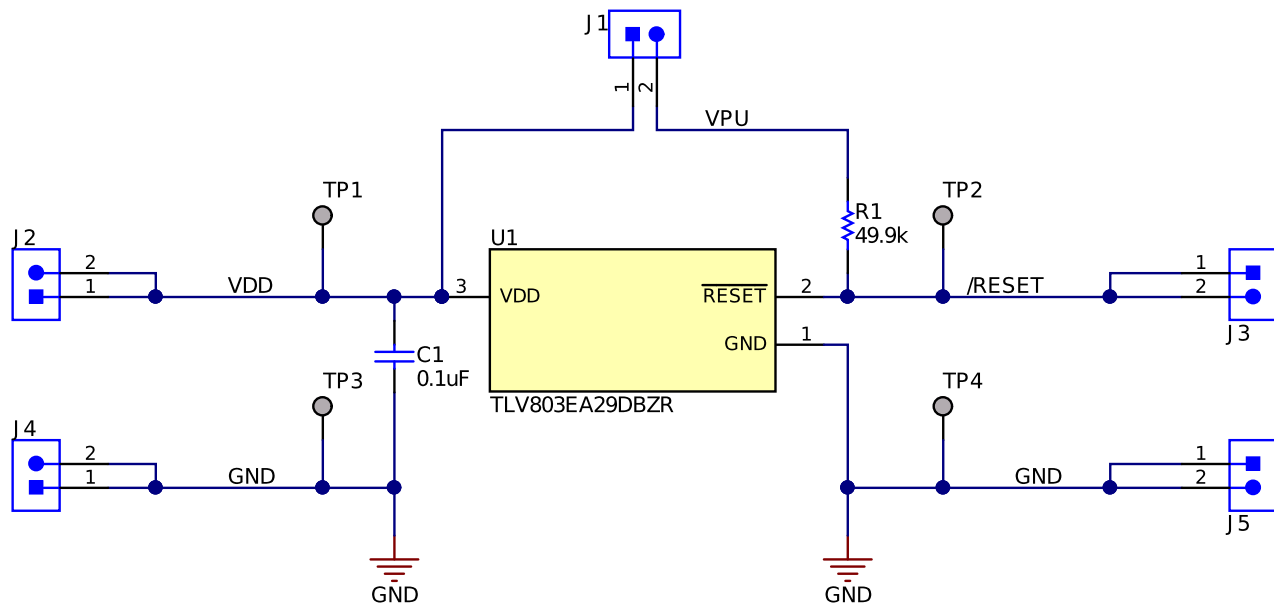 J1
1
2
VPU
TP1
TP2
R1
49.9k
J2
2
1
VDD
U1
3
VDD
RESET
2
GND
1
/RESET
1
2
J3
C1
0.1uF
TLV803EA29DBZR
TP3
TP4
J4
2
1
GND
GND
1
2
J5
GND
GND